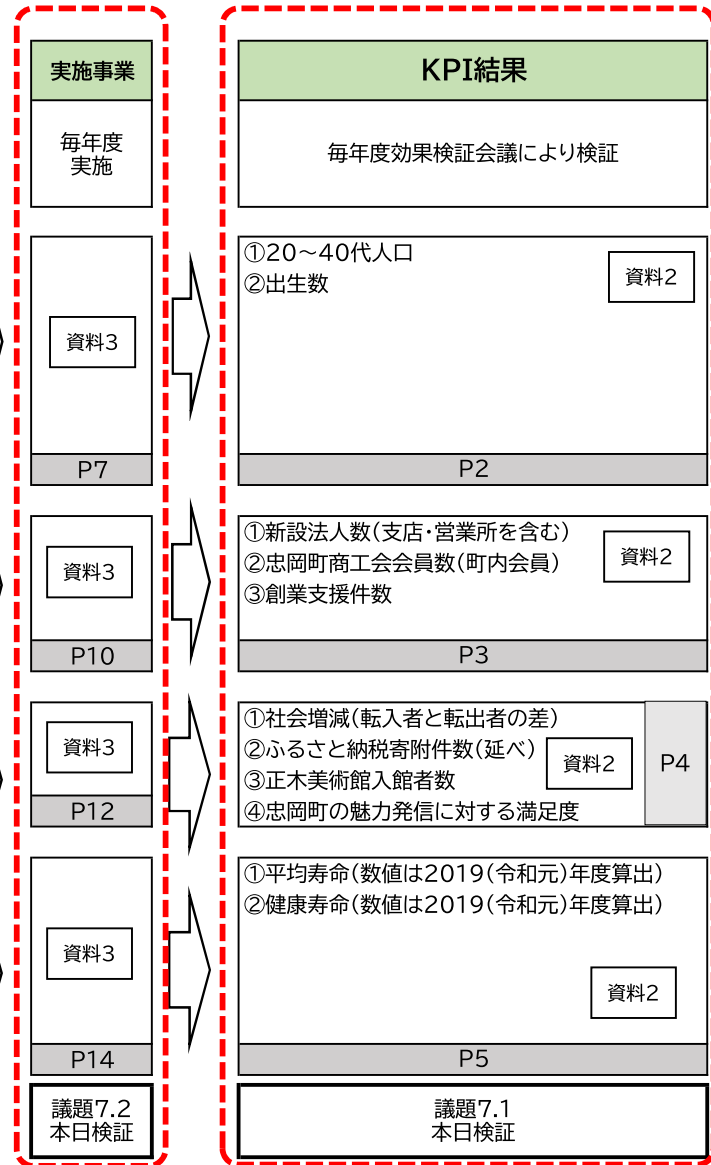 実施事業
毎年度
実施
KPI結果
毎年度効果検証会議により検証
資料3
P7
①20～40代人口
②出生数
資料2
P2
資料3
P10
①新設法人数(支店・営業所を含む)
②忠岡町商工会会員数(町内会員)
③創業支援件数
資料2
P3
資料3
P12
①社会増減(転入者と転出者の差)
②ふるさと納税寄附件数(延べ)
③正木美術館入館者数
④忠岡町の魅力発信に対する満足度
資料2
P4
資料3
P14
①平均寿命(数値は2019(令和元)年度算出)
②健康寿命(数値は2019(令和元)年度算出)
資料2
P5
議題7.2
本日検証
議題7.1
本日検証